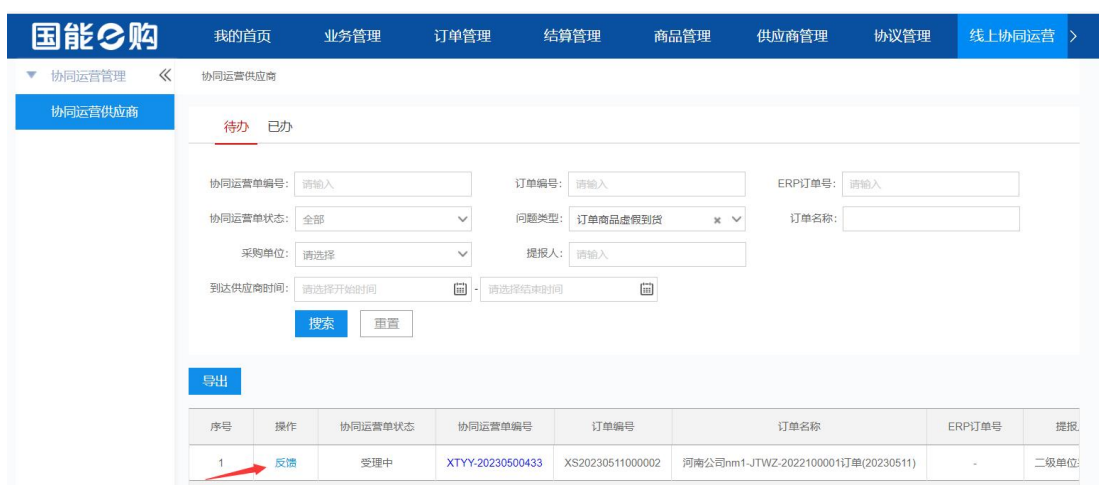 国能e购 我的首页 业务管理 订单管理 结算管理 商品管理 供应商管理 协议管理 线上协同运营 >
协同运营管理 « 协同运营供应商
协同运营供应商
待办 已办
协同运营单编号: 请输入 订单编号: 请输入 ERP订单号: 请输入
协同运营单状态: 全部 问题类型: 订单商品虚假到货 × 订单名称:
采购单位: 请选择 提报人: 请输入
到达供应商时间: 请选择开始时间 - 请选择结束时间
搜索 重置
导出
序号 操作 协同运营单状态 协同运营单编号 订单编号 订单名称 ERP订单号 提报
1 反馈 受理中 XTYY-20230500433 XS20230511000002 河南公司nm1-JTWZ-2022100001订单(20230511) - 二级单位